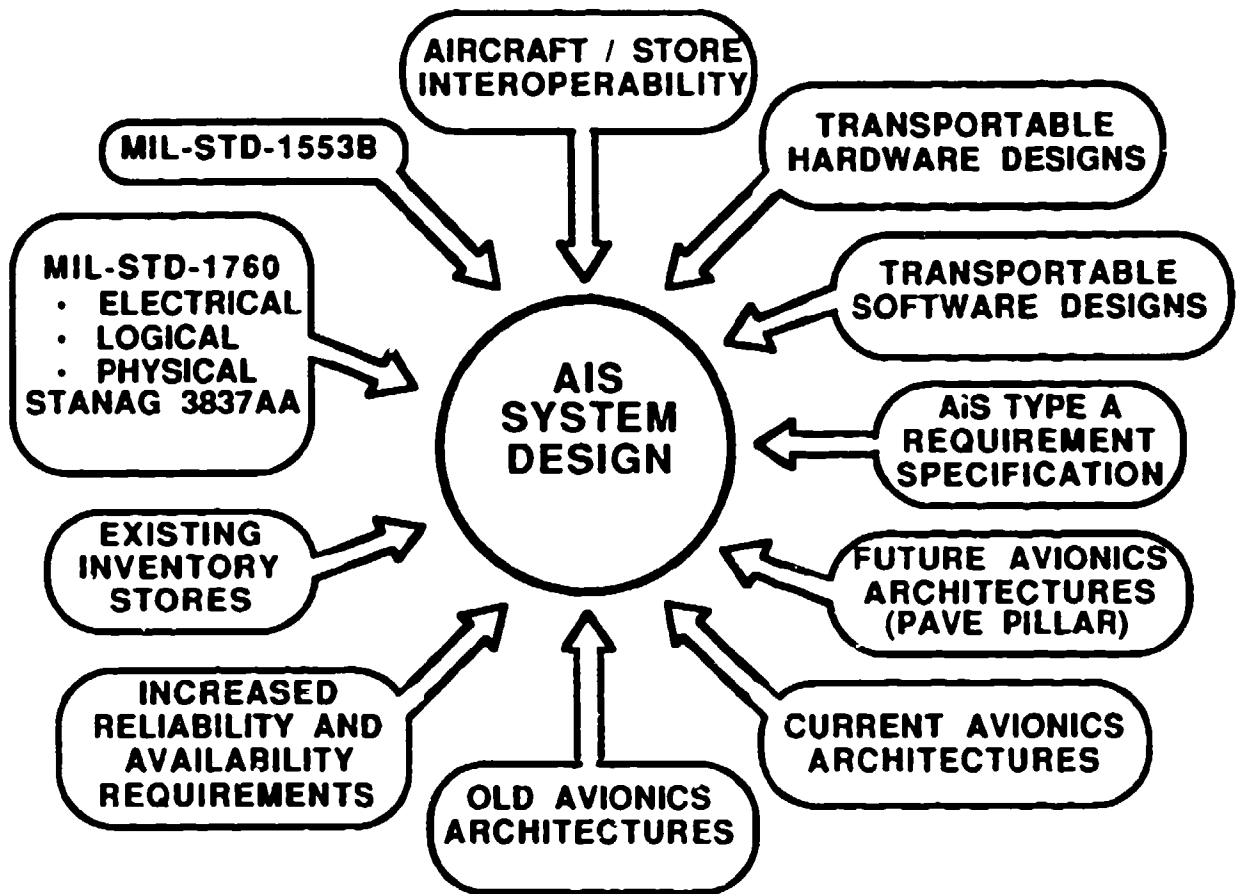 AIRCRAFT / STORE
INTEROPERABILITY
TRANSPORTABLE
HARDWARE DESIGNS
MIL-STD-1553B
MIL-STD-1760
· ELECTRICAL
· LOGICAL
· PHYSICAL
STANAG 3837AA
TRANSPORTABLE
SOFTWARE DESIGNS
AIS
SYSTEM
DESIGN
AiS TYPE A
REQUIREMENT
SPECIFICATION
EXISTING
INVENTORY
STORES
FUTURE AVIONICS
ARCHITECTURES
(PAVE PILLAR)
INCREASED
RELIABILITY AND
AVAILABILITY
REQUIREMENTS
OLD AVIONICS
ARCHITECTURES
CURRENT AVIONICS
ARCHITECTURES